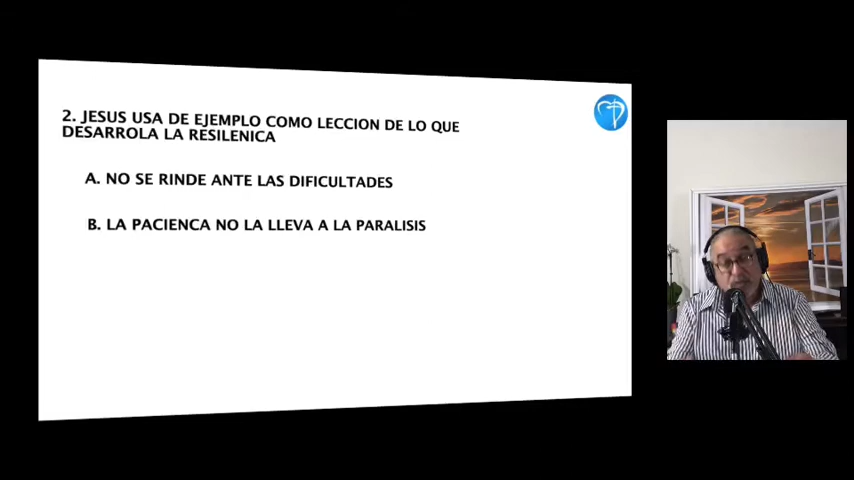 2. JESUS USA DE EJEMPLO COMO LECCION DE LO QUE
DESARROLA LA RESILENICA
A. NO SE RINDE ANTE LAS DIFICULTADES
B. LA PACIENCA NO LA LLEVA A LA PARALISIS